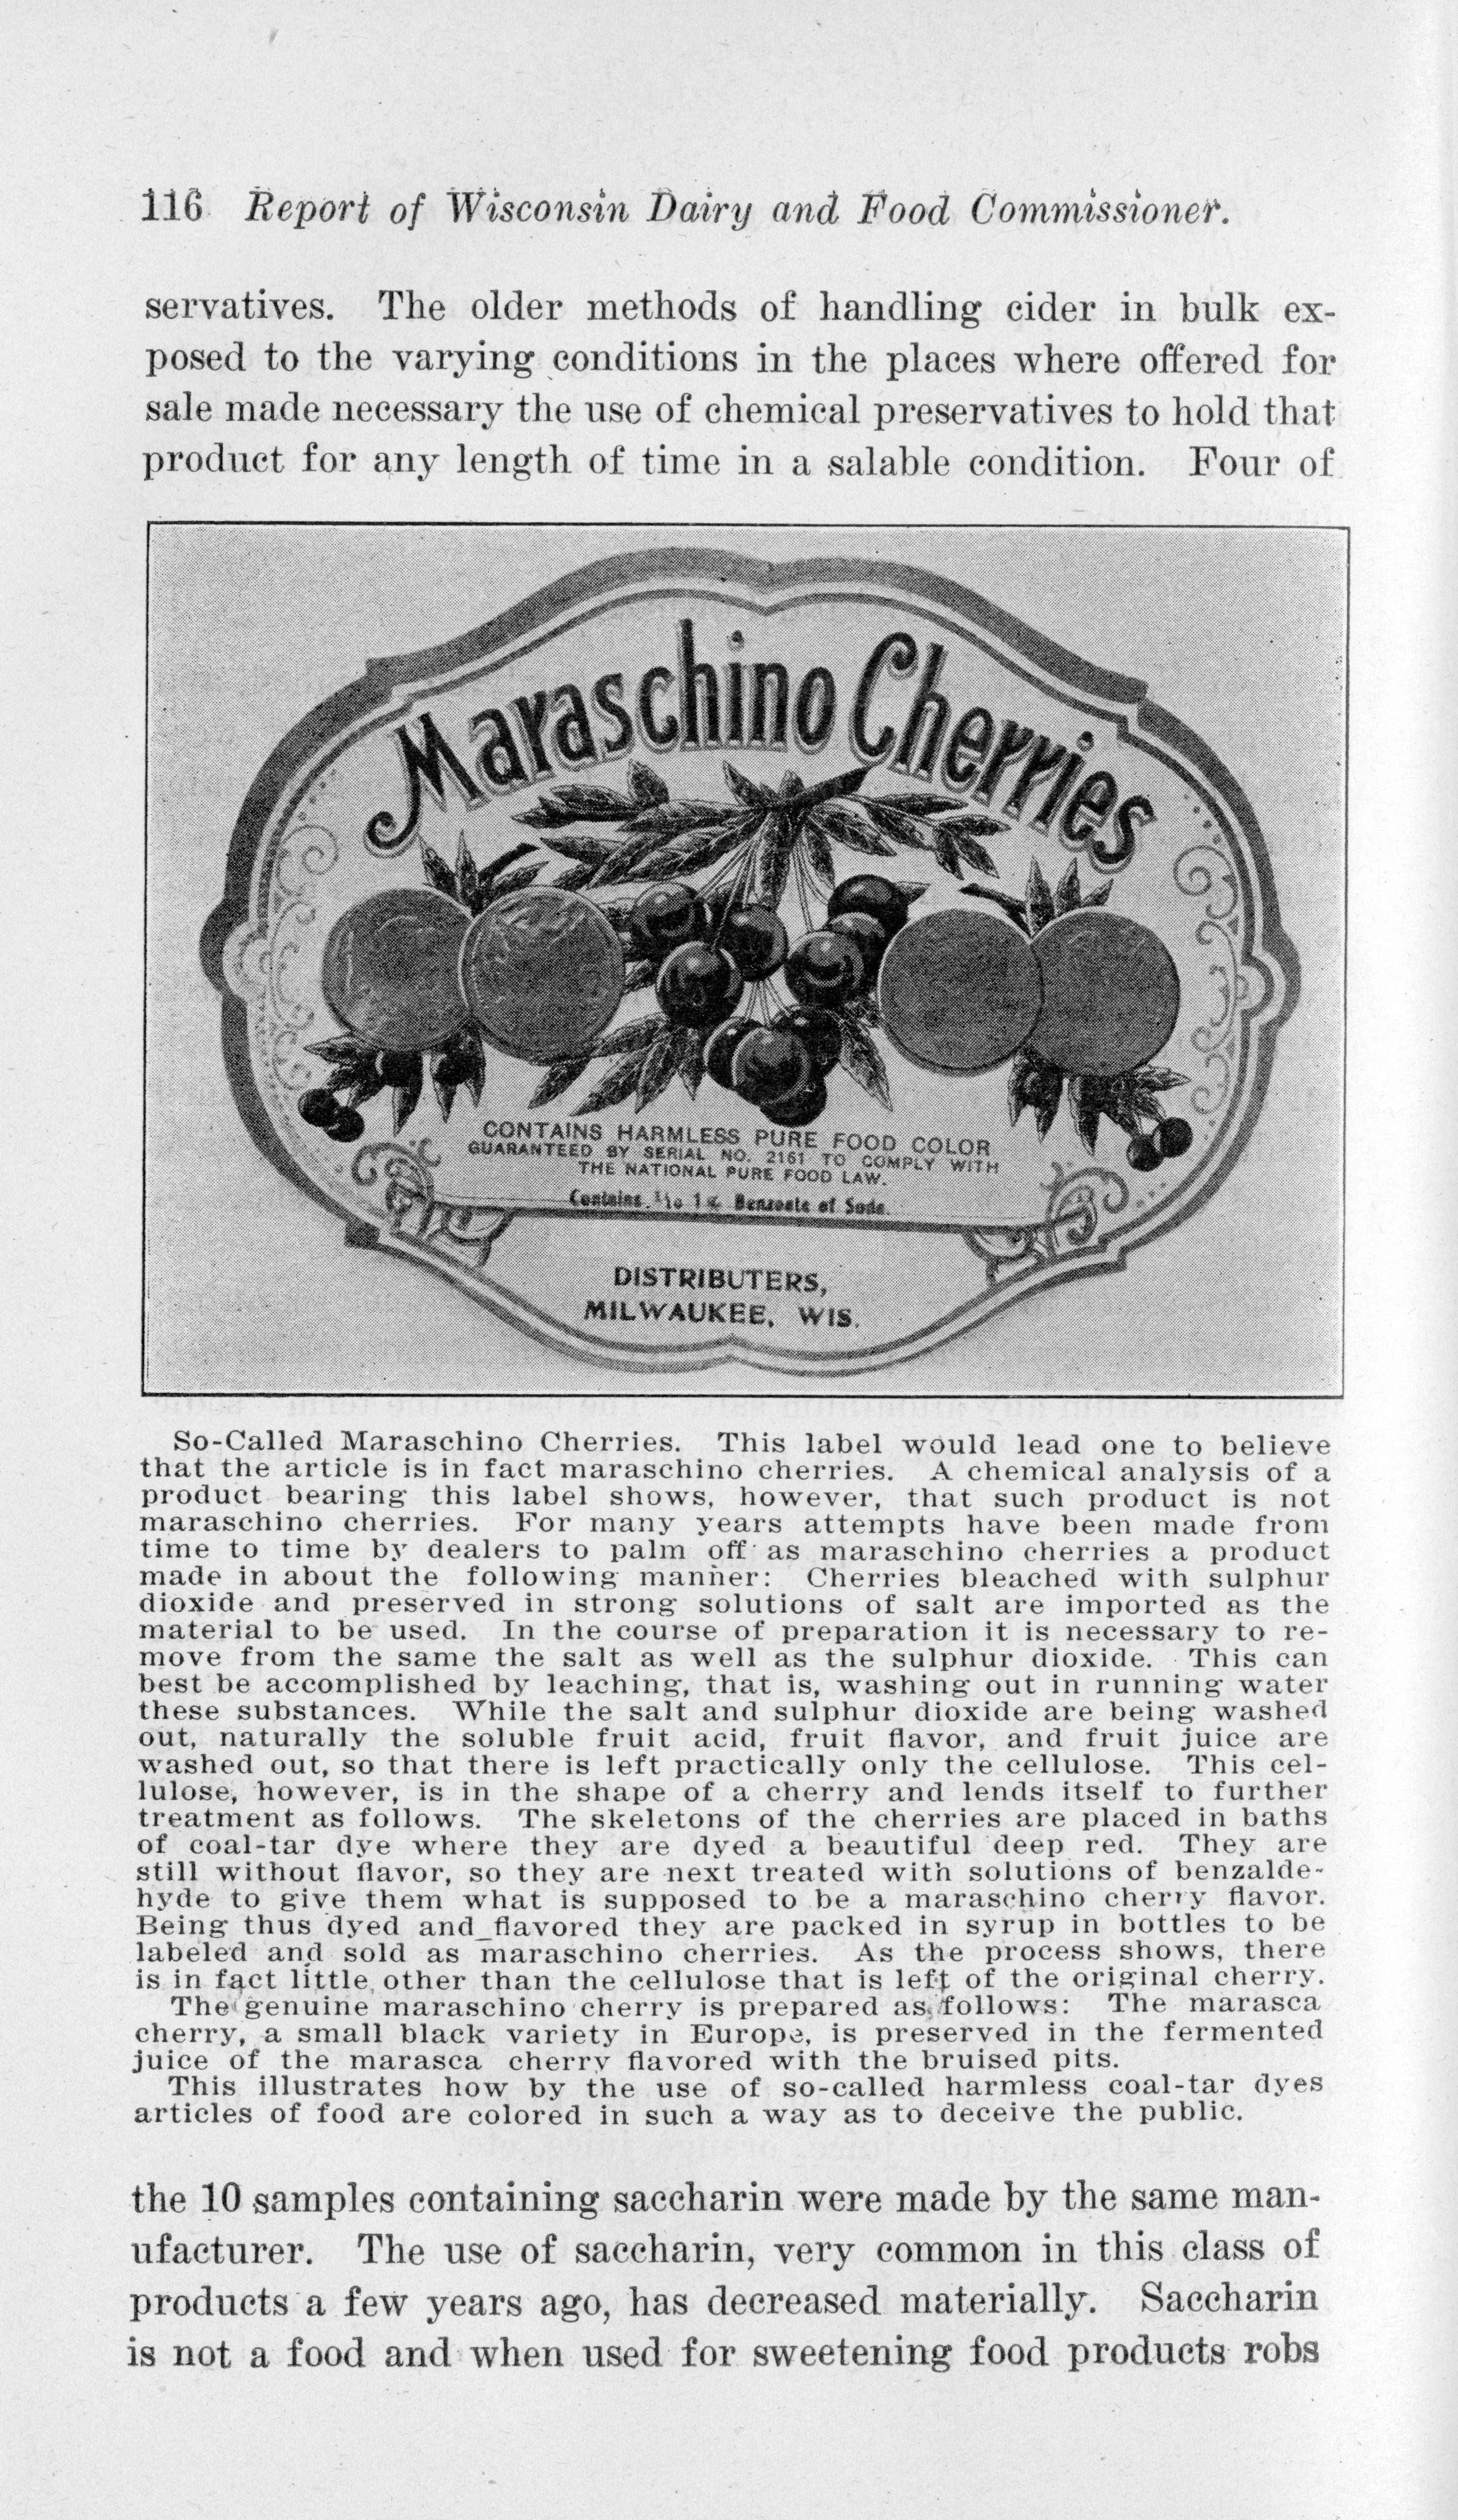 116 Report of Wisconsin Dairy and Food Commissioner.
servatives. The older methods of handling cider in bulk ex-
posed to the varying conditions in the places where offered for
sale made necessary the use of chemical preservatives to hold that
product for any length of time in a salable condition. Four of
Maraschino Cherries
CONTAINS HARMLESS PURE FOOD COLOR
GUARANTEED BY SERIAL NO. 2161 TO COMPLY WITH
THE NATIONAL PURE FOOD LAW.
Contains 1/10 1% Benzoate of Soda.
DISTRIBUTERS,
MILWAUKEE, WIS.
So-Called Maraschino Cherries. This label would lead one to believe
that the article is in fact maraschino cherries. A chemical analysis of a
product bearing this label shows, however, that such product is not
maraschino cherries. For many years attempts have been made from
time to time by dealers to palm off as maraschino cherries a product
made in about the following manner: Cherries bleached with sulphur
dioxide and preserved in strong solutions of salt are imported as the
material to be used. In the course of preparation it is necessary to re-
move from the same the salt as well as the sulphur dioxide. This can
best be accomplished by leaching, that is, washing out in running water
these substances. While the salt and sulphur dioxide are being washed
out, naturally the soluble fruit acid, fruit flavor, and fruit juice are
washed out, so that there is left practically only the cellulose. This cel-
lulose, however, is in the shape of a cherry and lends itself to further
treatment as follows. The skeletons of the cherries are placed in baths
of coal-tar dye where they are dyed a beautiful deep red. They are
still without flavor, so they are next treated with solutions of benzalde-
hyde to give them what is supposed to be a maraschino cherry flavor.
Being thus dyed and flavored they are packed in syrup in bottles to be
labeled and sold as maraschino cherries. As the process shows, there
is in fact little other than the cellulose that is left of the original cherry.
The genuine maraschino cherry is prepared as follows: The marasca
cherry, a small black variety in Europe, is preserved in the fermented
juice of the marasca cherry flavored with the bruised pits.
This illustrates how by the use of so-called harmless coal-tar dyes
articles of food are colored in such a way as to deceive the public.
the 10 samples containing saccharin were made by the same man-
ufacturer. The use of saccharin, very common in this class of
products a few years ago, has decreased materially. Saccharin
is not a food and when used for sweetening food products robs